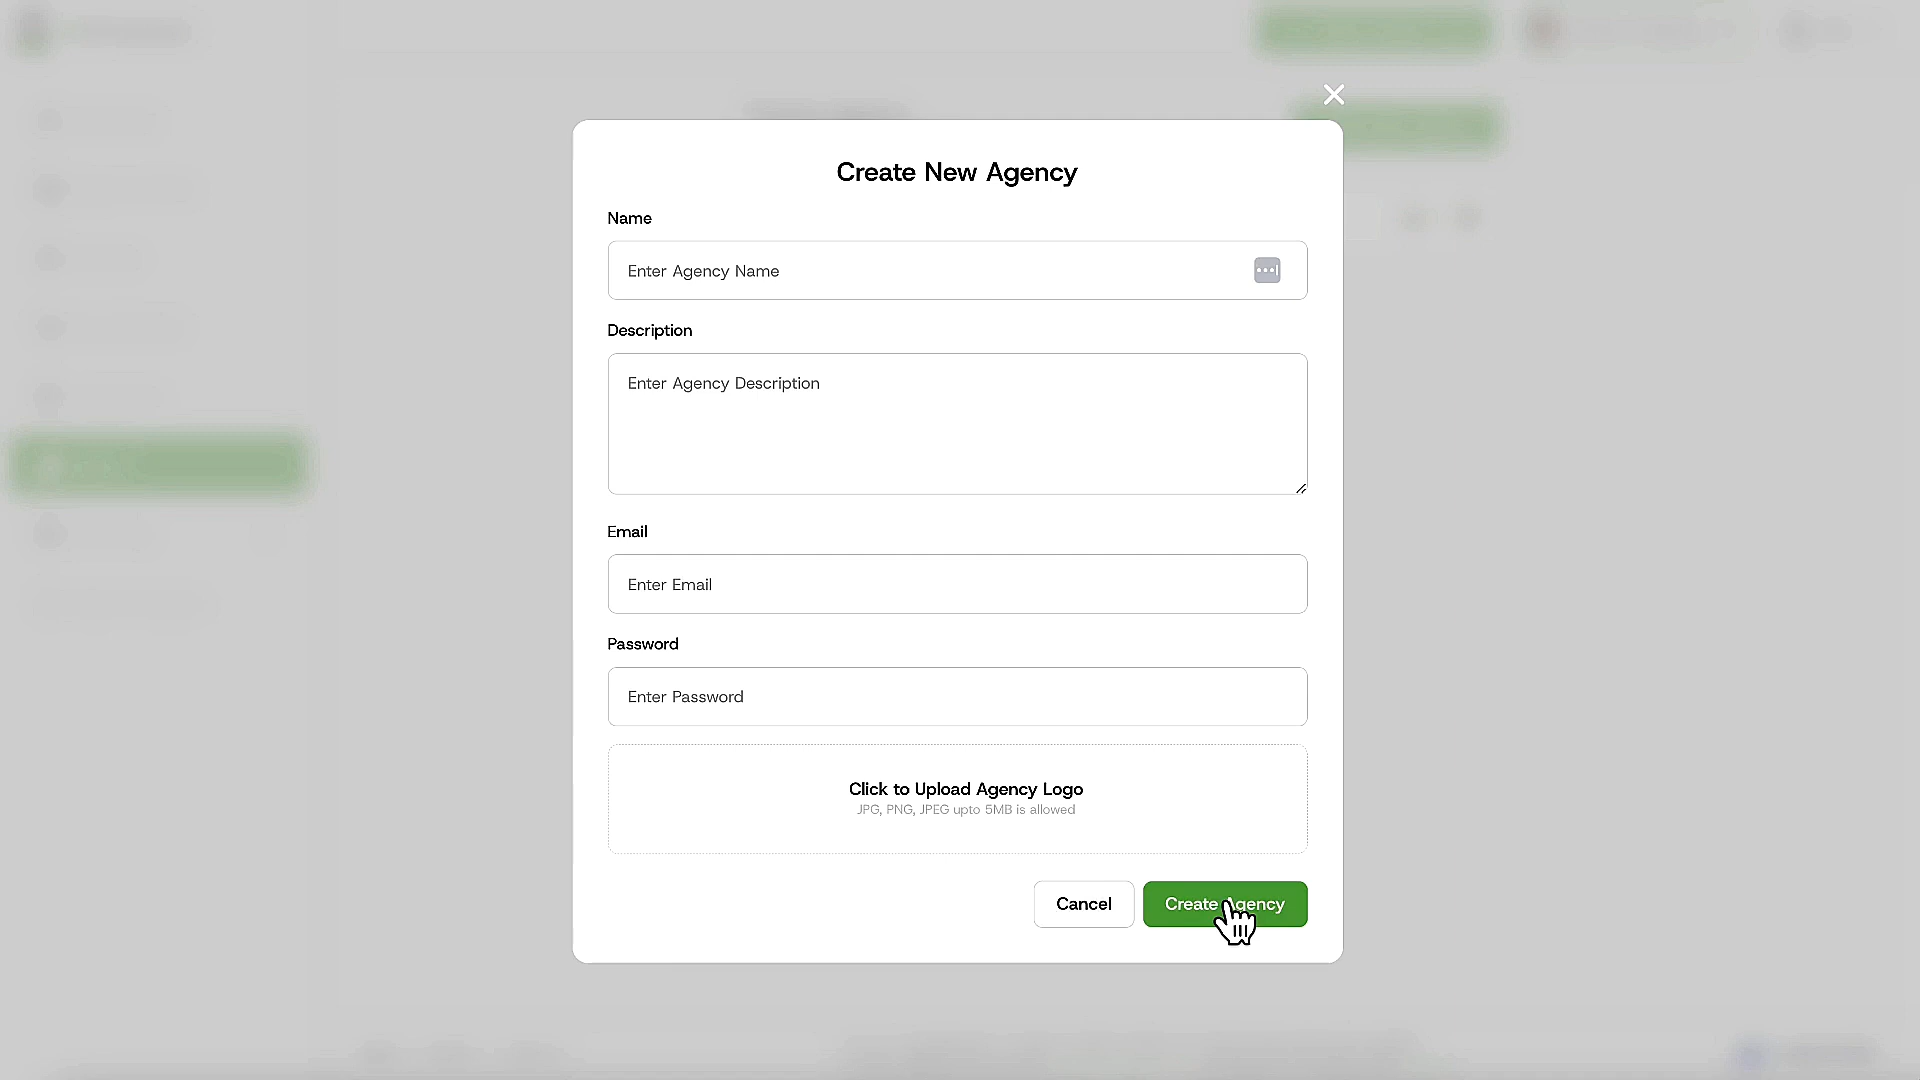 Create New Agency
Name
Enter Agency Name
Description
Enter Agency Description
Email
Enter Email
Password
Enter Password
Click to Upload Agency Logo
JPG, PNG, JPEG upto 5MB is allowed
Cancel
Create Agency